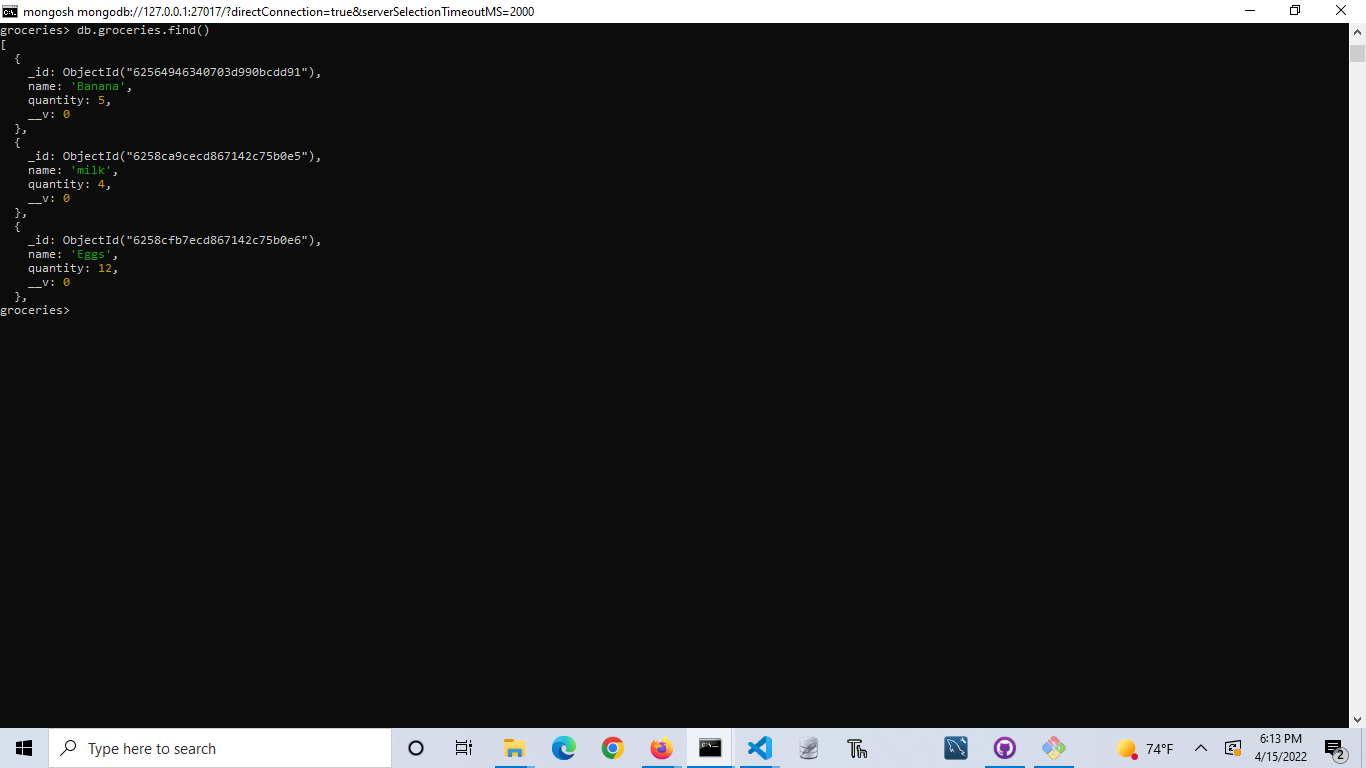 mongosh mongodb://127.0.0.1:27017/?directConnection=true&serverSelectionTimeoutMS=2000
groceries> db.groceries.find()
[
  {
    _id: ObjectId("62564946340703d990bcdd91"),
    name: 'Banana',
    quantity: 5,
    __v: 0
  },
  {
    _id: ObjectId("6258ca9cecd867142c75b0e5"),
    name: 'milk',
    quantity: 4,
    __v: 0
  },
  {
    _id: ObjectId("6258cfb7ecd867142c75b0e6"),
    name: 'Eggs',
    quantity: 12,
    __v: 0
  },
groceries>
Type here to search
74°F
6:13 PM
4/15/2022
2